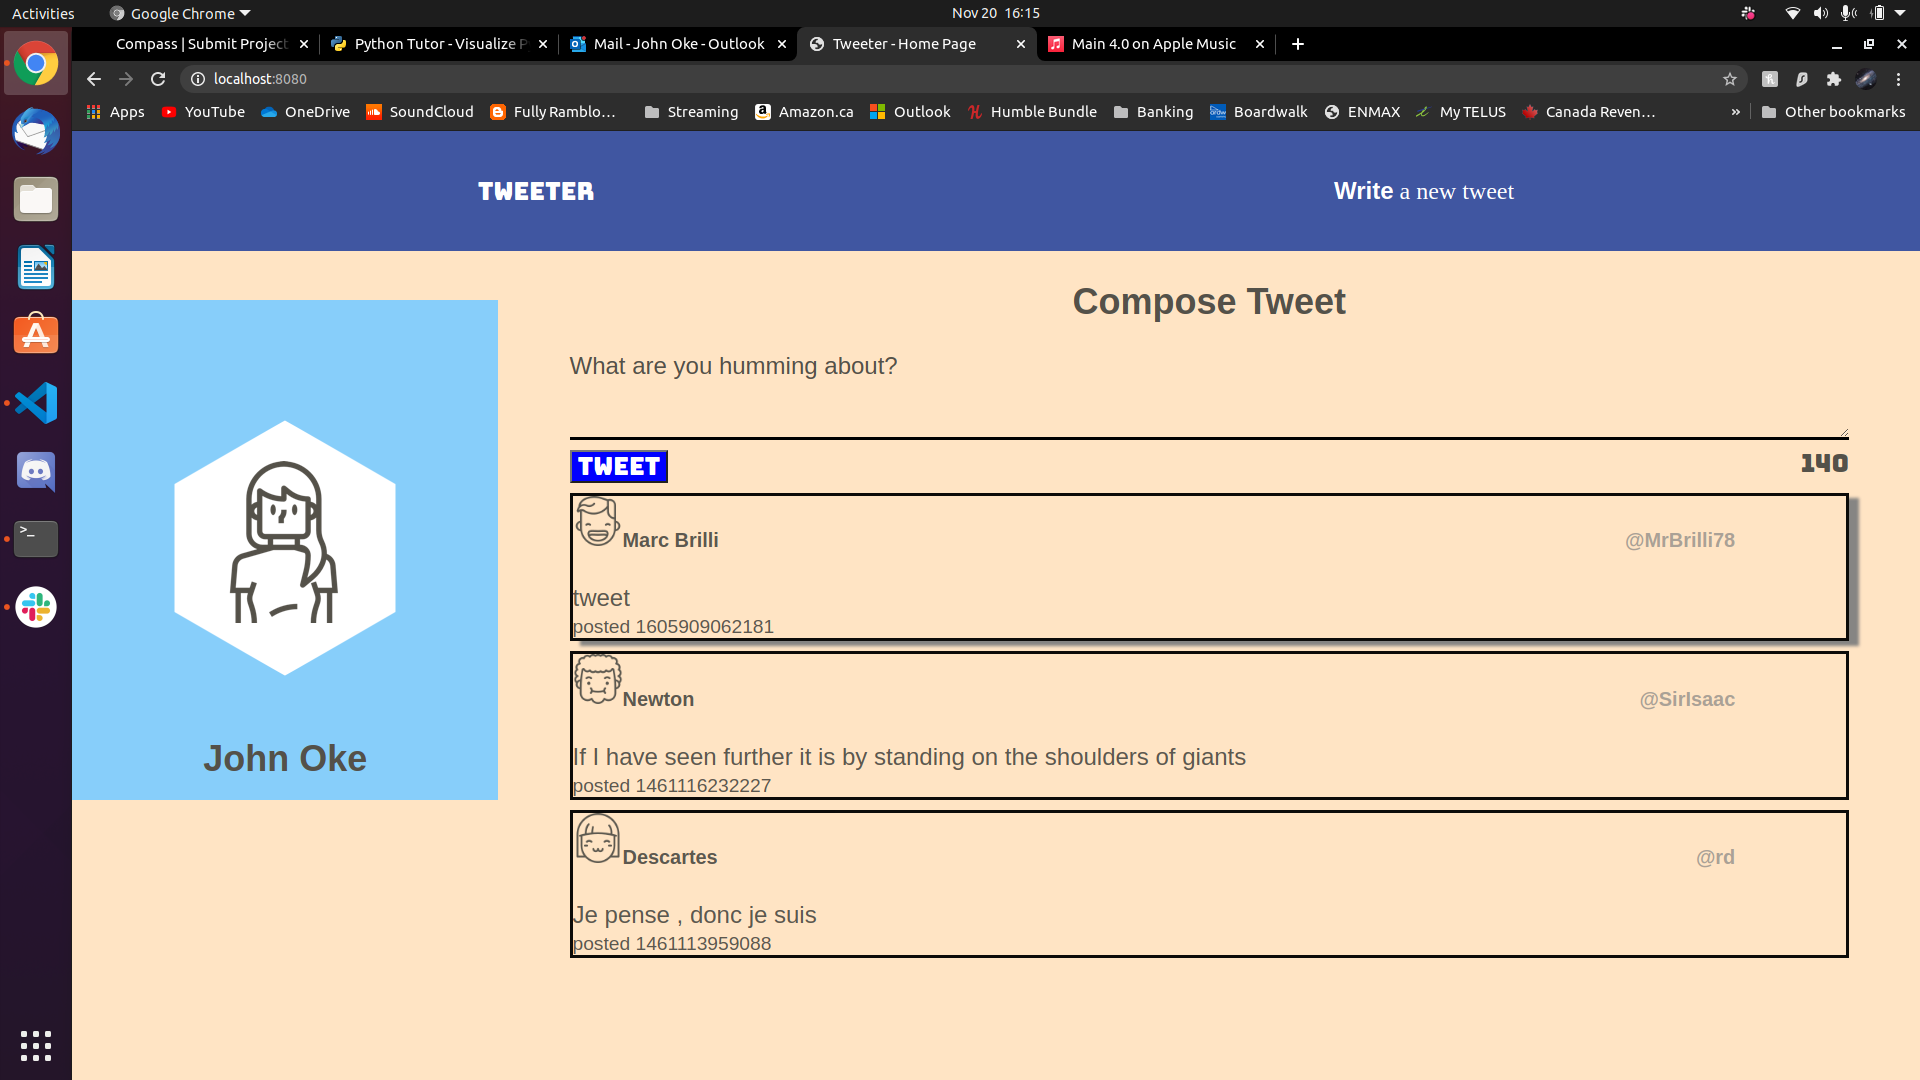 Activities
Google Chrome
Nov 20 16:15
Compass | Submit Project
Python Tutor - Visualize P
Mail - John Oke - Outlook
Tweeter - Home Page
Main 4.0 on Apple Music
localhost:8080
Apps
YouTube
OneDrive
SoundCloud
Fully Ramblo…
Streaming
Amazon.ca
Outlook
Humble Bundle
Banking
Boardwalk
ENMAX
My TELUS
Canada Reven…
»
Other bookmarks
TWEETER
Write a new tweet
John Oke
Compose Tweet
What are you humming about?
TWEET
140
Marc Brilli
@MrBrilli78
tweet
posted 1605909062181
Newton
@SirIsaac
If I have seen further it is by standing on the shoulders of giants
posted 1461116232227
Descartes
@rd
Je pense , donc je suis
posted 1461113959088